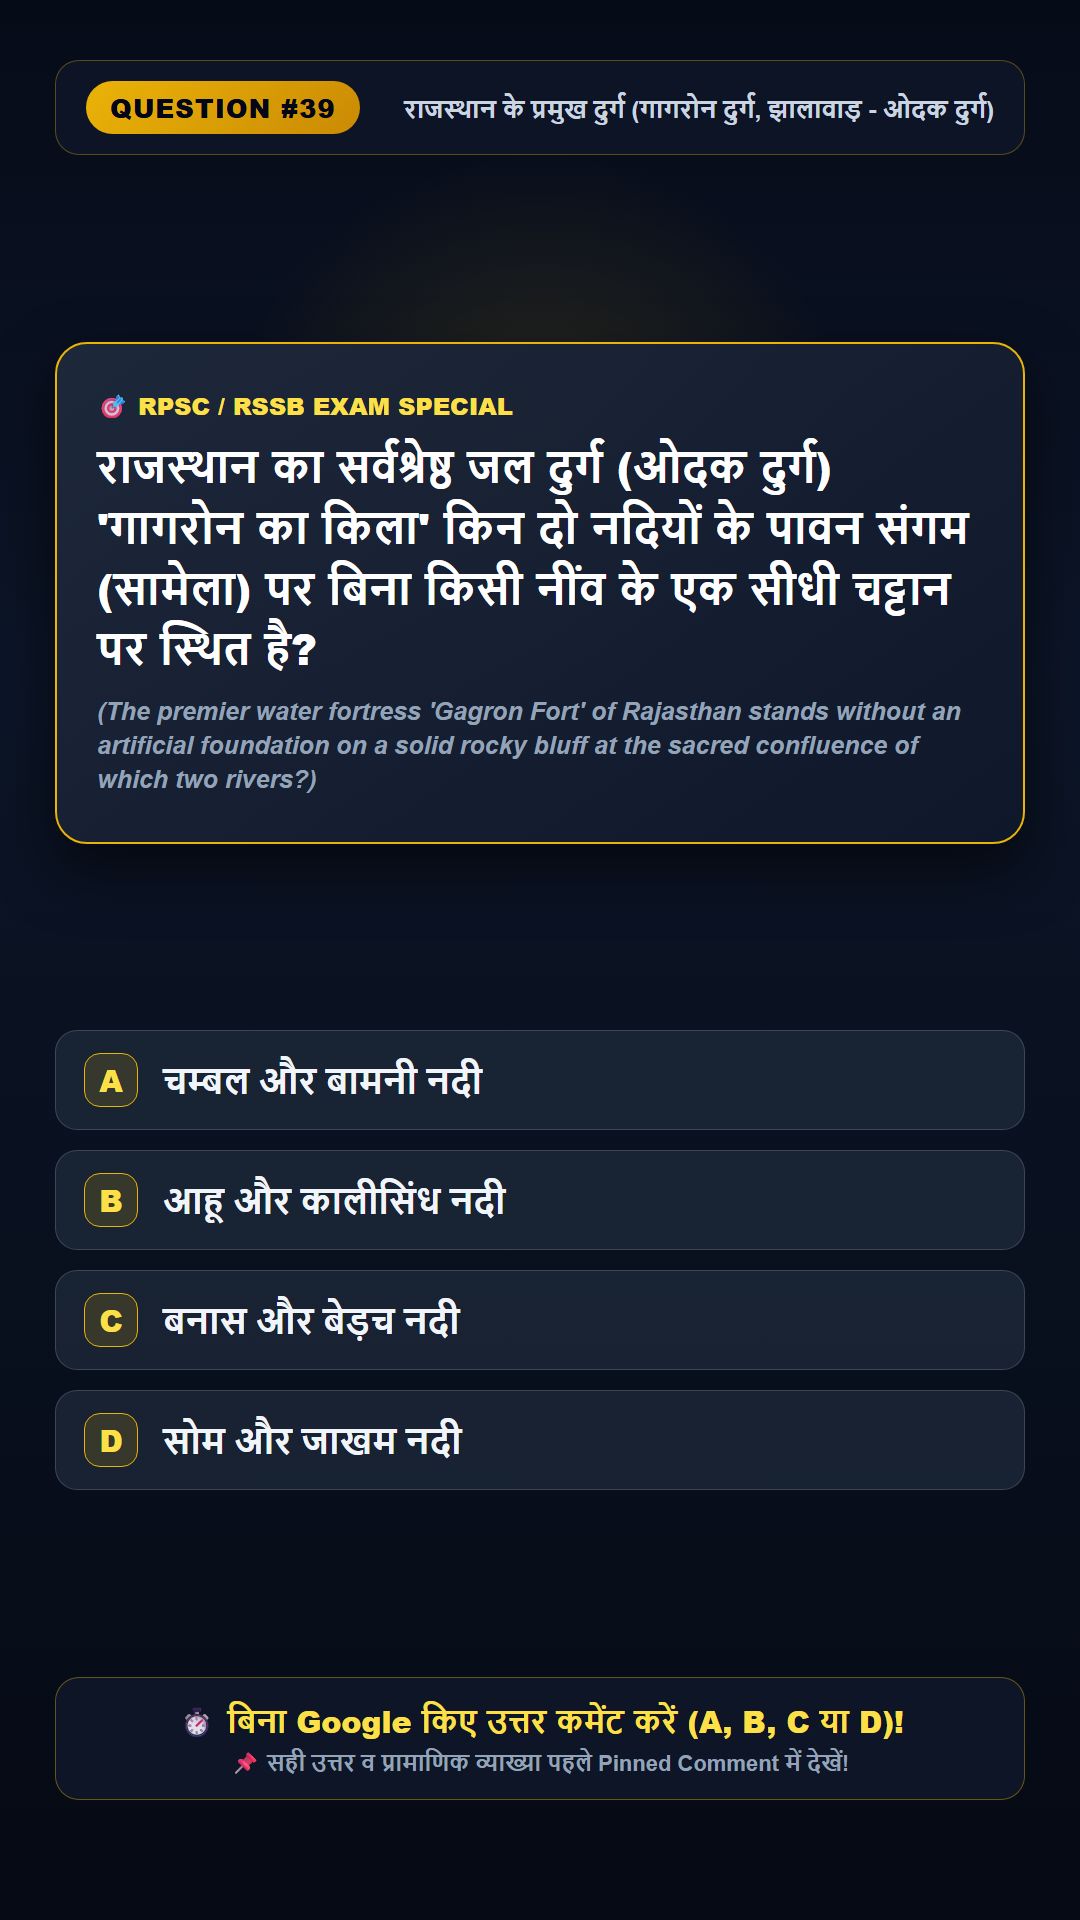 QUESTION #39
राजस्थान के प्रमुख दुर्ग (गागरोन दुर्ग, झालावाड़ - ओदक दुर्ग)
🎯 RPSC / RSSB EXAM SPECIAL
राजस्थान का सर्वश्रेष्ठ जल दुर्ग (ओदक दुर्ग)
'गागरोन का किला' किन दो नदियों के पावन संगम
(सामेला) पर बिना किसी नींव के एक सीधी चट्टान
पर स्थित है?
(The premier water fortress 'Gagron Fort' of Rajasthan stands without an
artificial foundation on a solid rocky bluff at the sacred confluence of
which two rivers?)
A चम्बल और बामनी नदी
B आहू और कालीसिंध नदी
C बनास और बेड़च नदी
D सोम और जाखम नदी
⏱️ बिना Google किए उत्तर कमेंट करें (A, B, C या D)!
📌 सही उत्तर व प्रामाणिक व्याख्या पहले Pinned Comment में देखें!